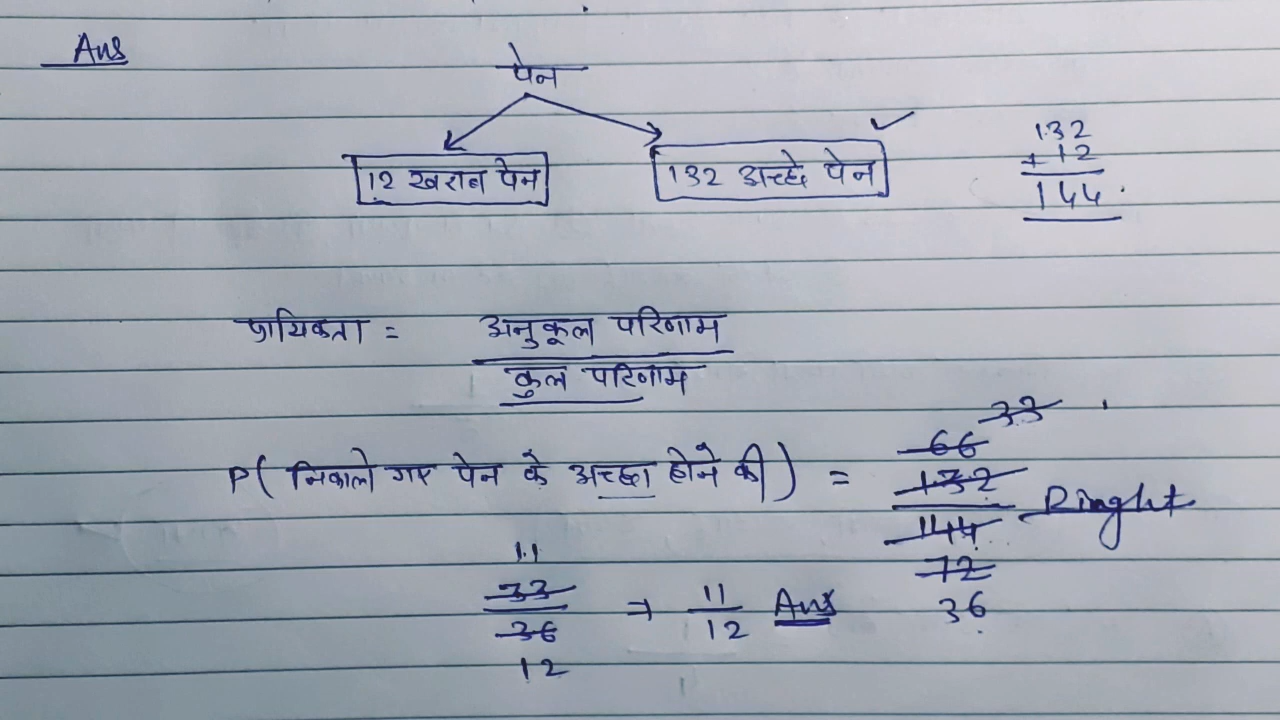 Ans
पेन
12 खराब पेन
132 अच्छे पेन
132
+ 12
144
प्रायिकता = अनुकूल परिणाम
कुल परिणाम
P( निकाले गए पेन के अच्छा होने की ) =
33
66
132
144
72
36
11
33
36
12
⇒ 11
12 Ans